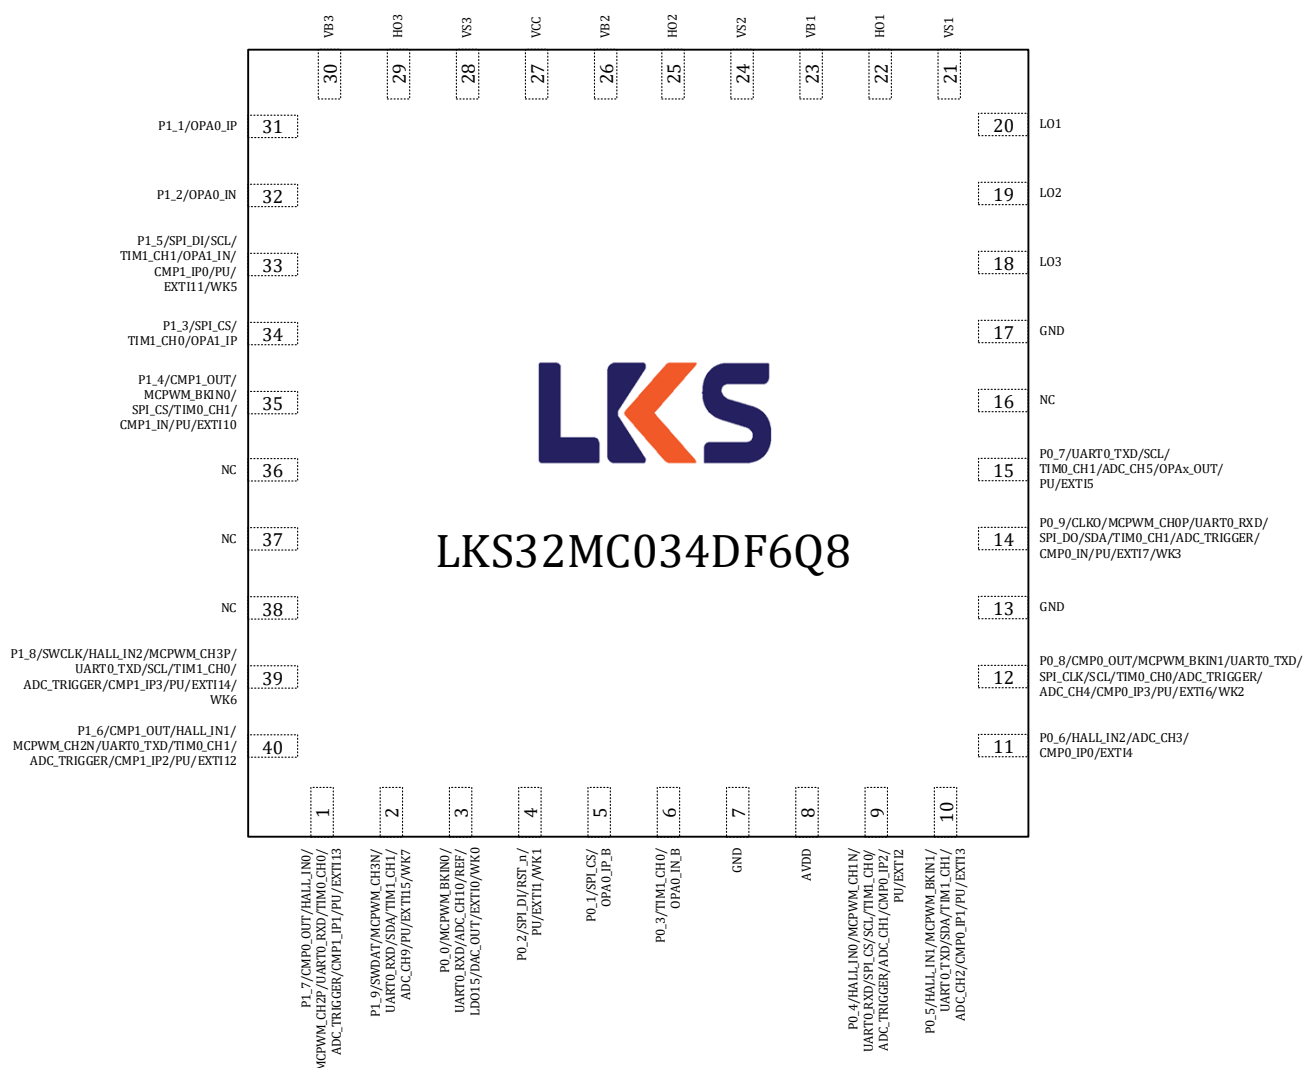 VB3
HO3
VS3
VCC
VB2
HO2
VS2
VB1
HO1
VS1
30
29
28
27
26
25
24
23
22
21
P1_1/OPA0_IP
31
P1_2/OPA0_IN
32
P1_5/SPI_DI/SCL/
TIM1_CH1/OPA1_IN/
CMP1_IP0/PU/
EXTI11/WK5
33
P1_3/SPI_CS/
TIM1_CH0/OPA1_IP
34
P1_4/CMP1_OUT/
MCPWM_BKIN0/
SPI_CS/TIM0_CH1/
CMP1_IN/PU/EXTI10
35
NC
36
NC
37
NC
38
P1_8/SWCLK/HALL_IN2/MCPWM_CH3P/
UART0_TXD/SCL/TIM1_CH0/
ADC_TRIGGER/CMP1_IP3/PU/EXTI14/
WK6
39
P1_6/CMP1_OUT/HALL_IN1/
MCPWM_CH2N/UART0_TXD/TIM0_CH1/
ADC_TRIGGER/CMP1_IP2/PU/EXTI12
40
LKS
LKS32MC034DF6Q8
20
LO1
19
LO2
18
LO3
17
GND
16
NC
15
P0_7/UART0_TXD/SCL/
TIM0_CH1/ADC_CH5/OPAx_OUT/
PU/EXTI5
14
P0_9/CLKO/MCPWM_CH0P/UART0_RXD/
SPI_DO/SDA/TIM0_CH1/ADC_TRIGGER/
CMP0_IN/PU/EXTI7/WK3
13
GND
12
P0_8/CMP0_OUT/MCPWM_BKIN1/UART0_TXD/
SPI_CLK/SCL/TIM0_CH0/ADC_TRIGGER/
ADC_CH4/CMP0_IP3/PU/EXTI6/WK2
11
P0_6/HALL_IN2/ADC_CH3/
CMP0_IP0/EXTI4
1
2
3
4
5
6
7
8
9
10
P1_7/CMP0_OUT/HALL_IN0/
MCPWM_CH2P/UART0_RXD/TIM0_CH0/
ADC_TRIGGER/CMP1_IP1/PU/EXTI13
P1_9/SWDAT/MCPWM_CH3N/
UART0_RXD/SDA/TIM1_CH1/
ADC_CH9/PU/EXTI15/WK7
P0_0/MCPWM_BKIN0/
UART0_RXD/ADC_CH10/REF/
LDO15/DAC_OUT/EXTI0/WK0
P0_2/SPI_DI/RST_n/
PU/EXTI1/WK1
P0_1/SPI_CS/
OPA0_IP_B
P0_3/TIM1_CH0/
OPA0_IN_B
GND
AVDD
P0_4/HALL_IN0/MCPWM_CH1N/
UART0_RXD/SPI_CS/SCL/TIM1_CH0/
ADC_TRIGGER/ADC_CH1/CMP0_IP2/
PU/EXTI2
P0_5/HALL_IN1/MCPWM_BKIN1/
UART0_TXD/SDA/TIM1_CH1/
ADC_CH2/CMP0_IP1/PU/EXTI3